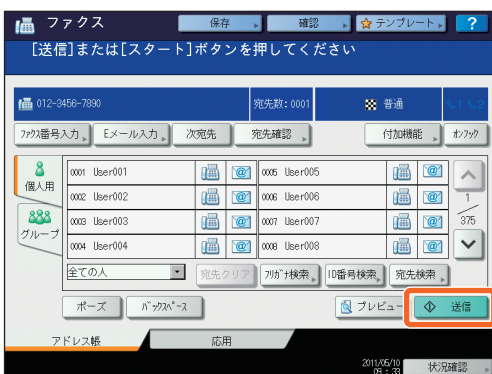 ファクス 保存 確認 テンプレート ?
[送信]または[スタート]ボタンを押してください
012-3456-7890 宛先数:0001 普通 L1 L2
ファクス番号入力 Eメール入力 次宛先 宛先確認 付加機能 オンフック
個人用
グループ
0001 User001 0005 User005
0002 User002 0006 User006
0003 User003 0007 User007
0004 User004 0008 User008
1
375
全ての人 宛先クリア フリガナ検索 ID番号検索 宛先検索
ポーズ バックスペース プレビュー 送信
アドレス帳 応用
2011/05/10
09:33 状況確認